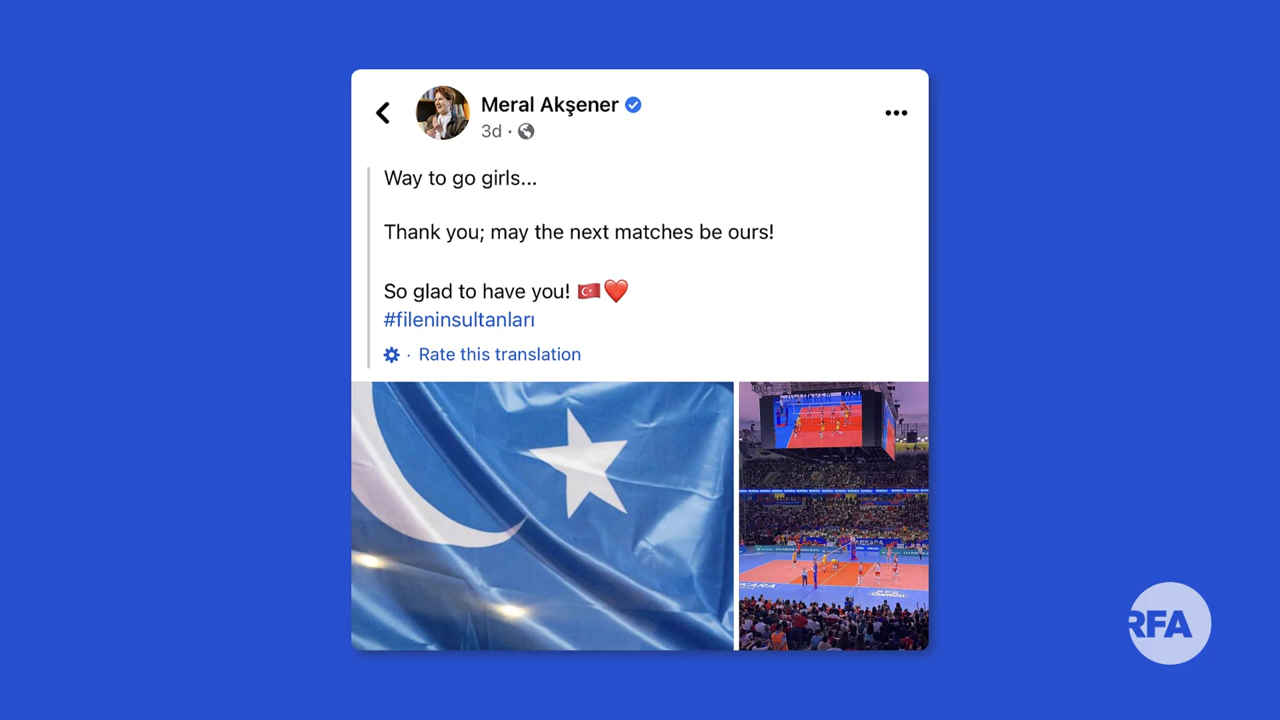 Meral Akşener
3d ·
Way to go girls...
Thank you; may the next matches be ours!
So glad to have you! 🇹🇷❤️
#fileninsultanları
· Rate this translation
RFA